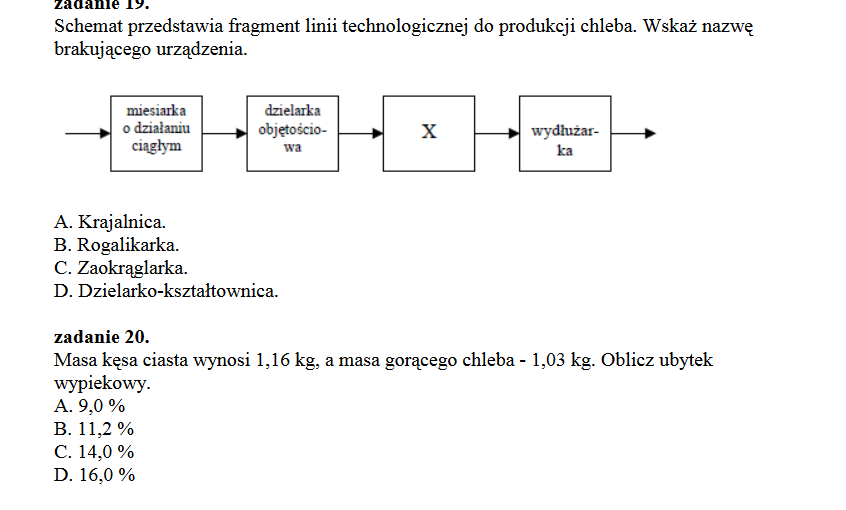 zadanie 19.
Schemat przedstawia fragment linii technologicznej do produkcji chleba. Wskaż nazwę
brakującego urządzenia.
miesiarka
o działaniu
ciągłym
dzielarka
objętościo-
wa
X
wydłużar-
ka
A. Krajalnica.
B. Rogalikarka.
C. Zaokrąglarka.
D. Dzielarko-kształtownica.
zadanie 20.
Masa kęsa ciasta wynosi 1,16 kg, a masa gorącego chleba - 1,03 kg. Oblicz ubytek
wypiekowy.
A. 9,0 %
B. 11,2 %
C. 14,0 %
D. 16,0 %